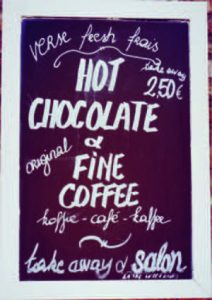 verse fresh frais
HOT
take away
2,50€
CHOCOLATE
&
original
FINE
COFFEE
koffie - café - kaffee
take away & salon